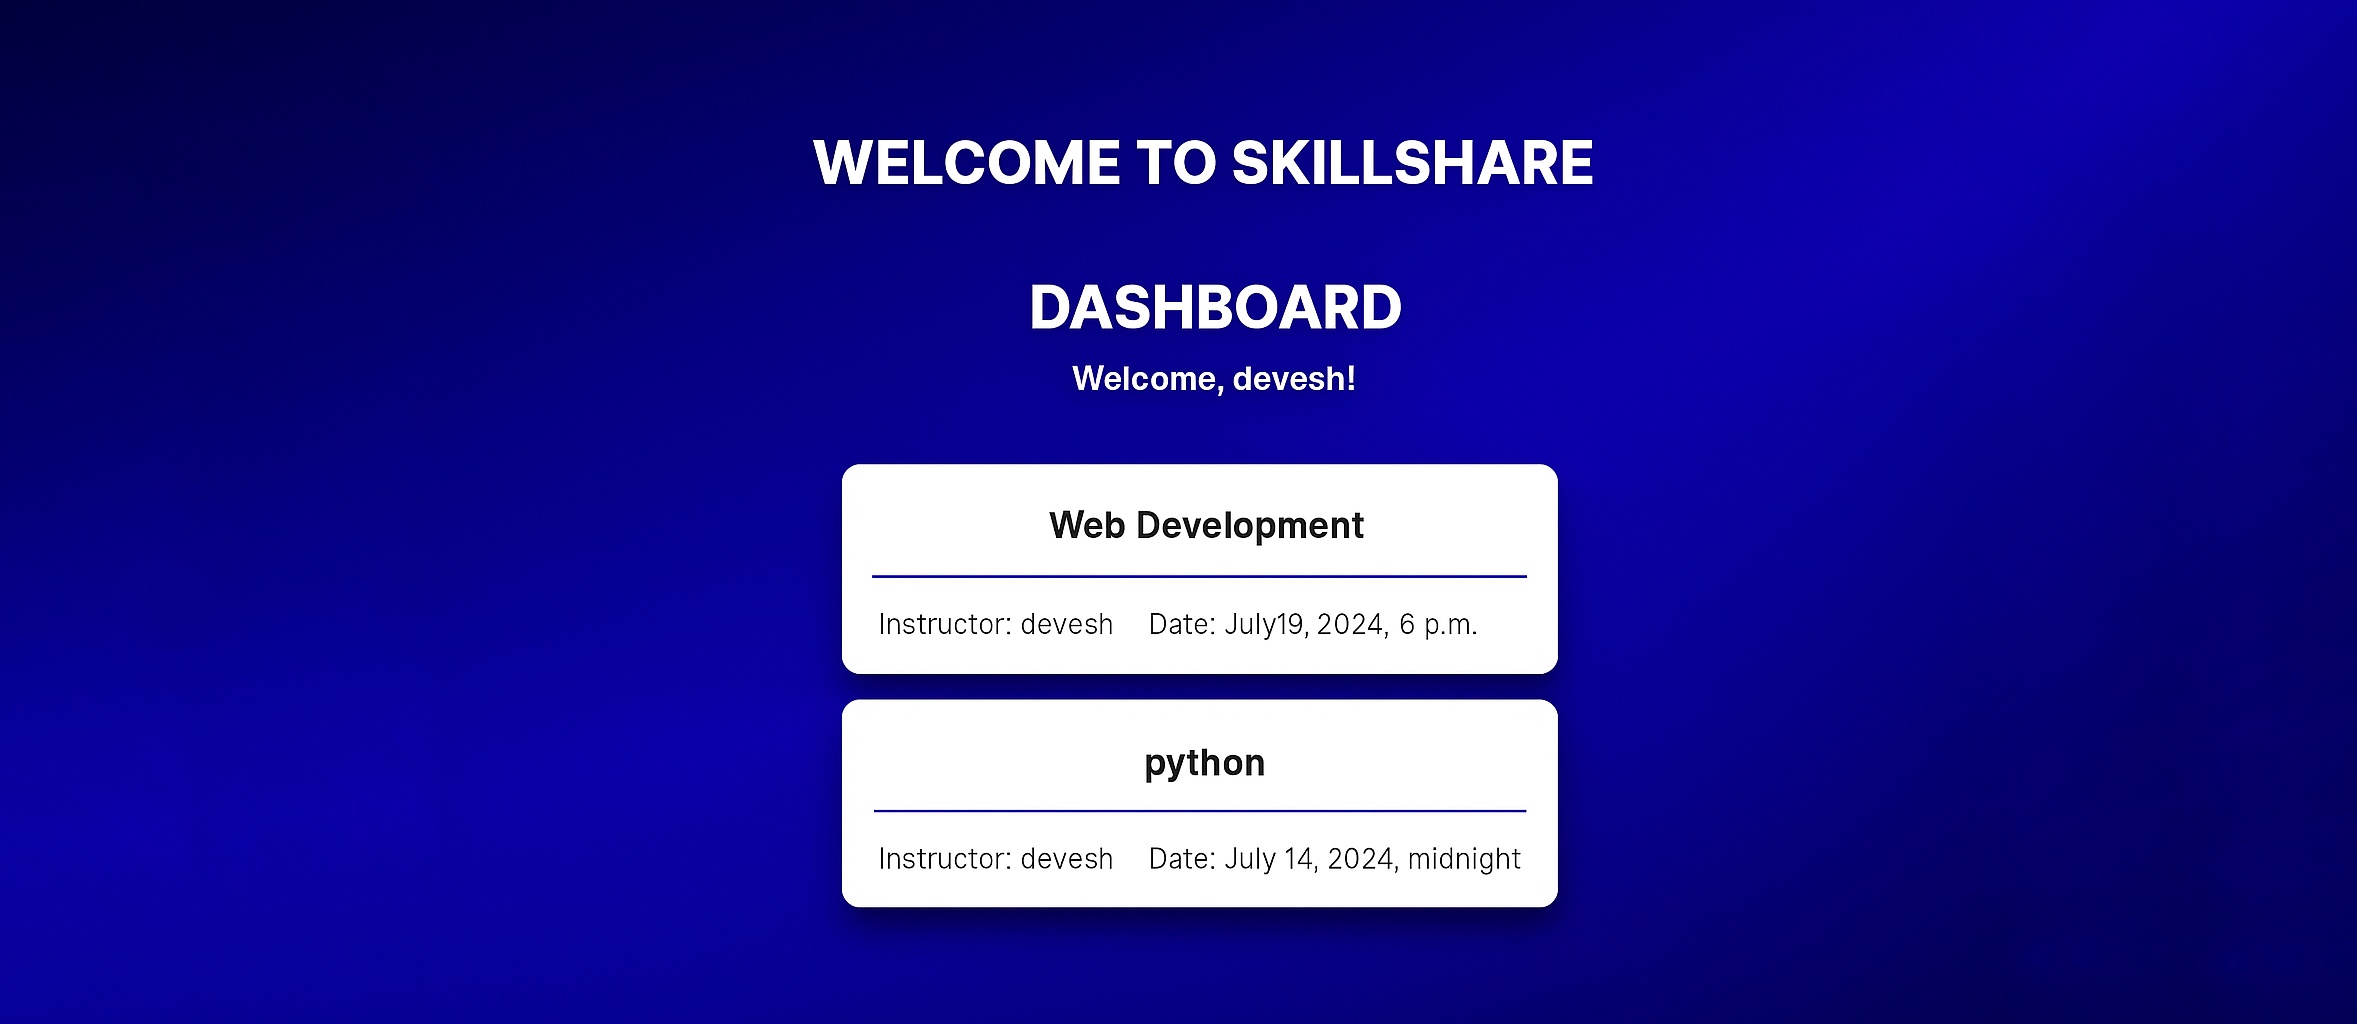 WELCOME TO SKILLSHARE
DASHBOARD
Welcome, devesh!
Web Development
Instructor: devesh Date: July19, 2024, 6 p.m.
python
Instructor: devesh Date: July 14, 2024, midnight